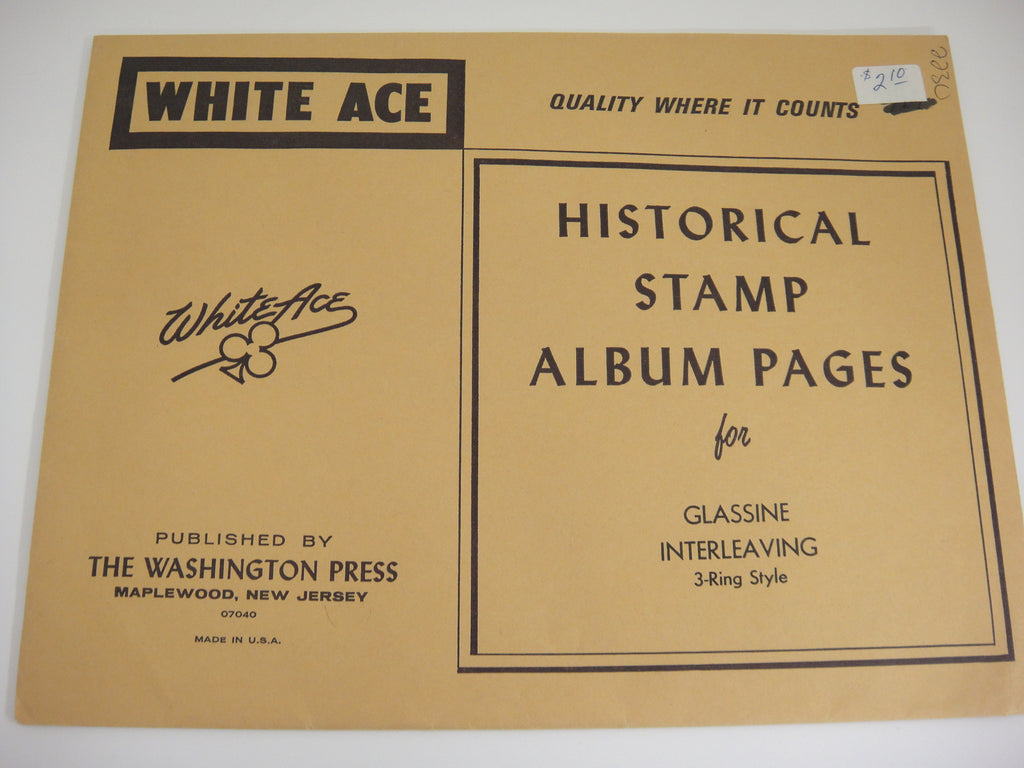 WHITE ACE
QUALITY WHERE IT COUNTS
$2.10
HISTORICAL
STAMP
ALBUM PAGES
for
GLASSINE
INTERLEAVING
3-Ring Style
White Ace
PUBLISHED BY
THE WASHINGTON PRESS
MAPLEWOOD, NEW JERSEY
07040
MADE IN U.S.A.